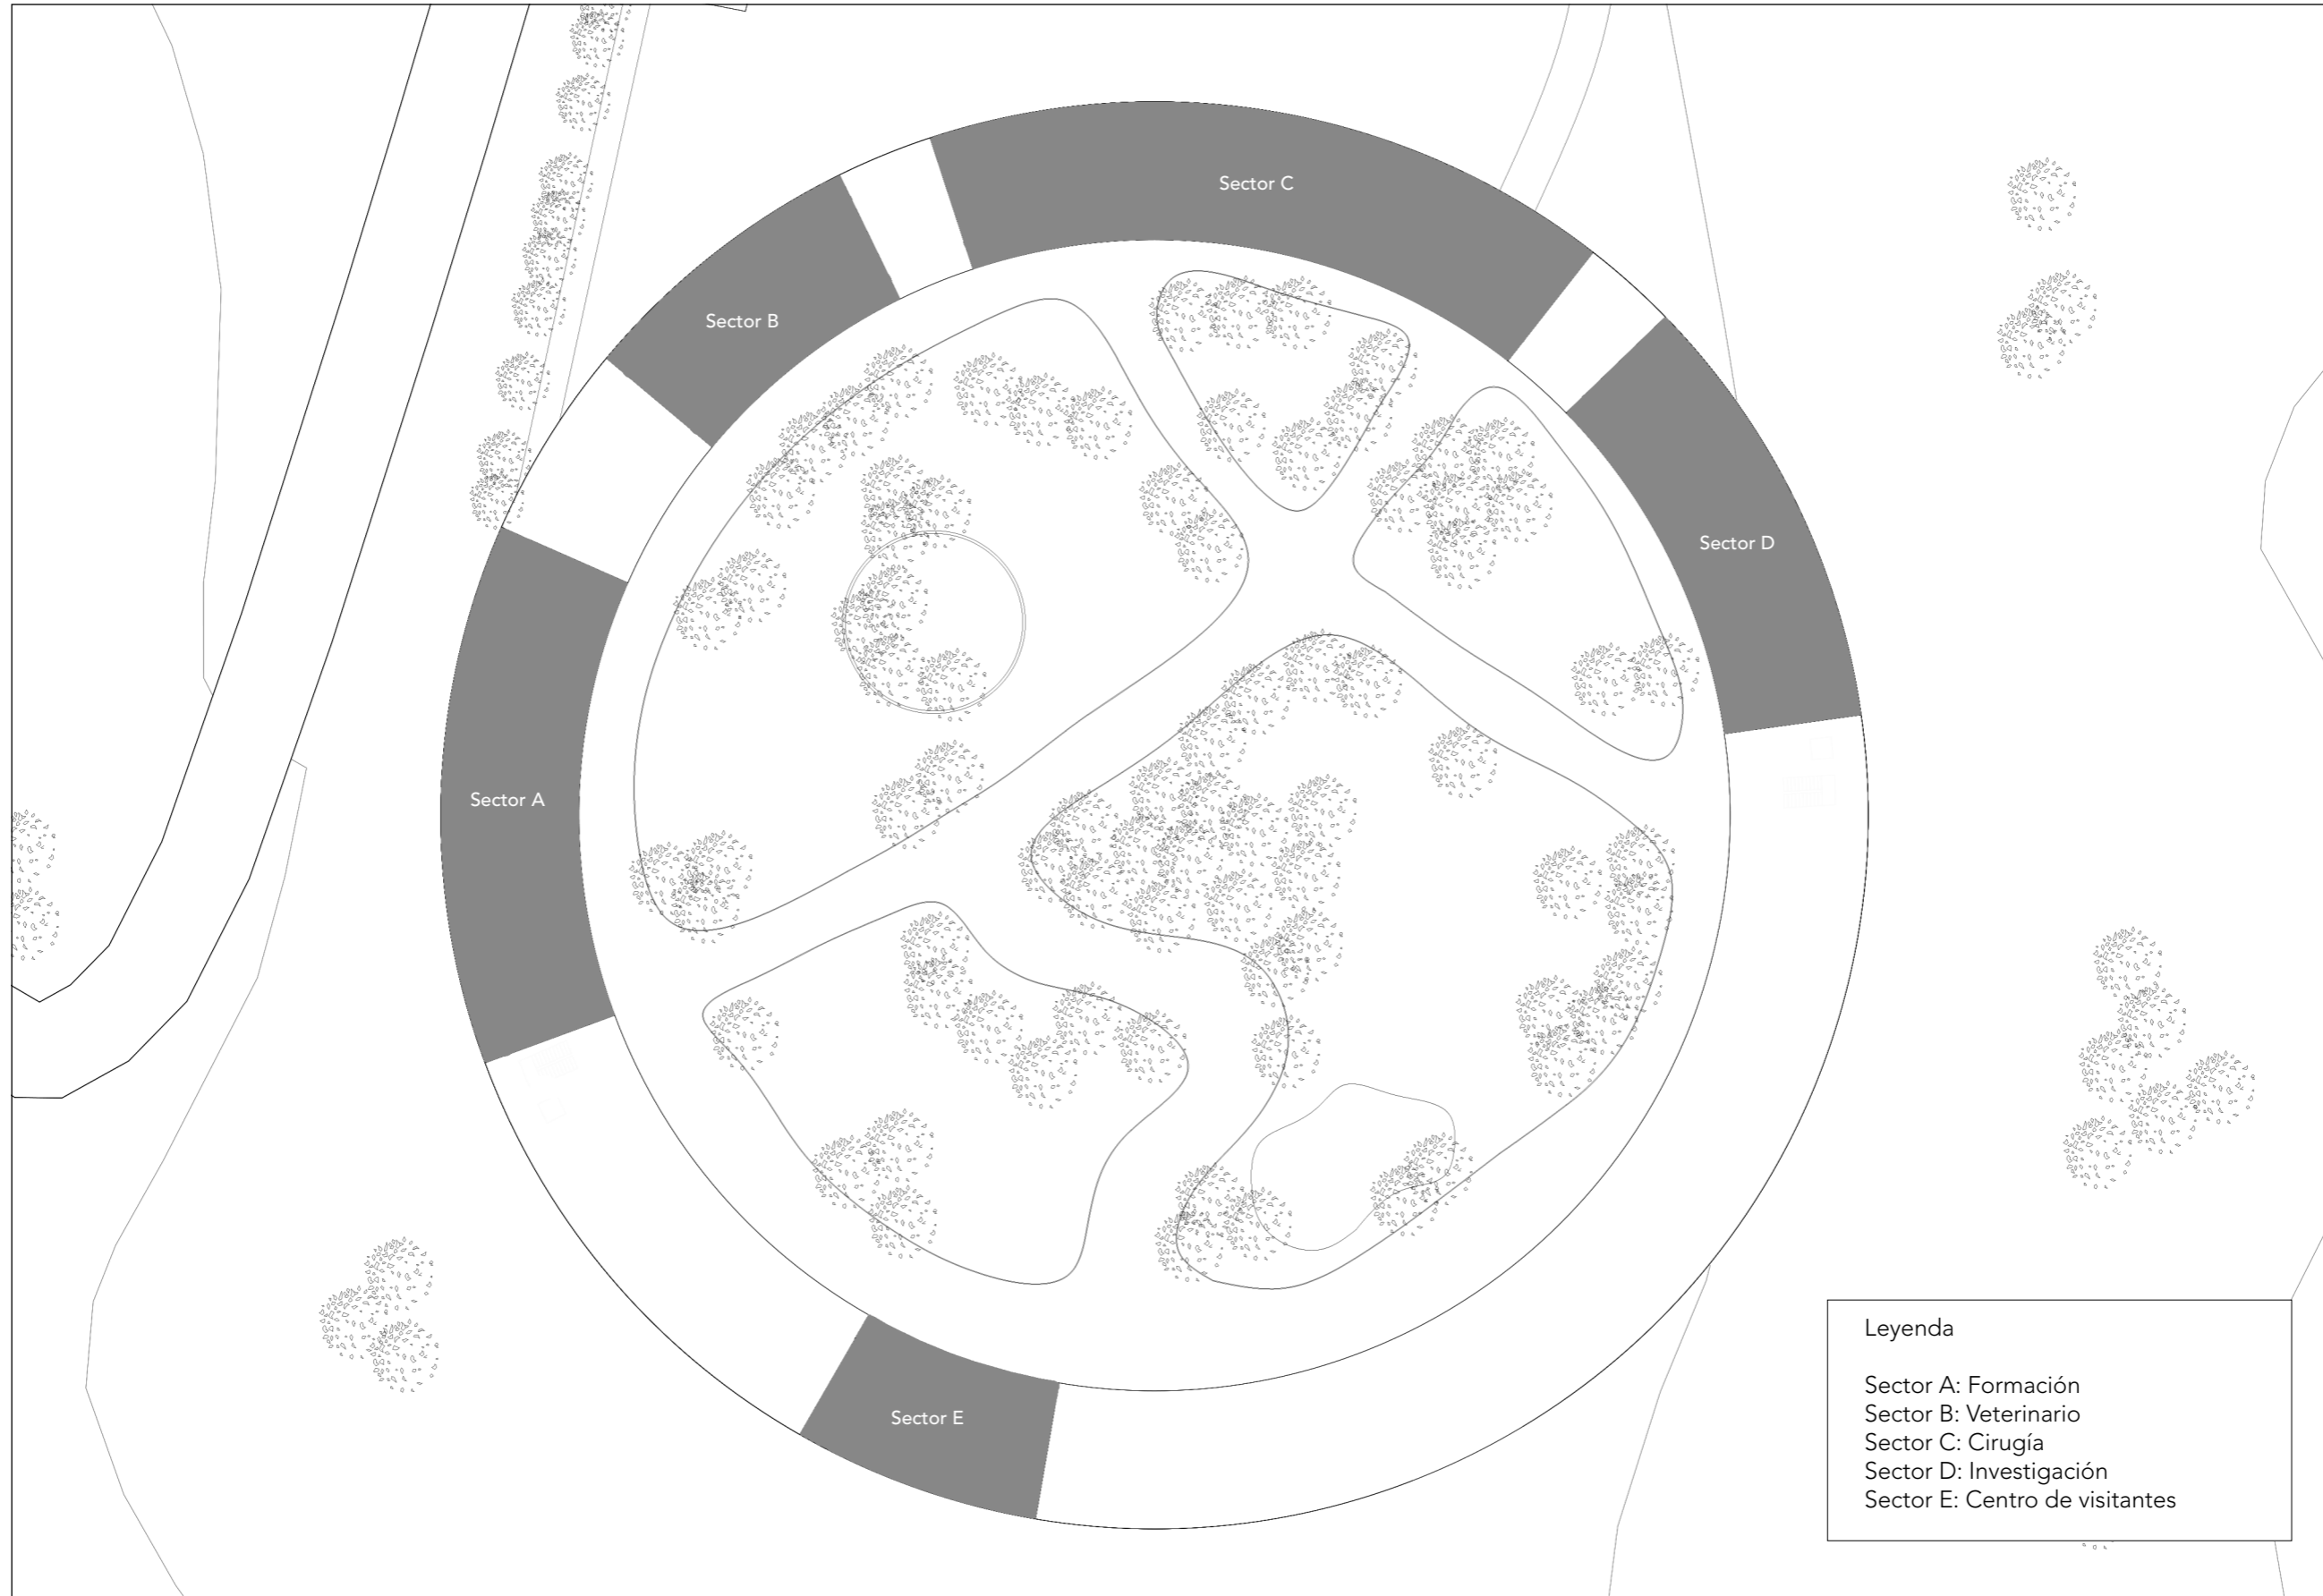 Sector C
Sector B
Sector D
Sector A
Sector E
Leyenda
Sector A: Formación
Sector B: Veterinario
Sector C: Cirugía
Sector D: Investigación
Sector E: Centro de visitantes